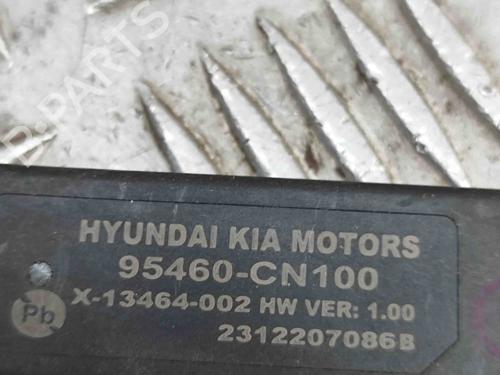 B PARTS
HYUNDAI KIA MOTORS
95460-CN100
X-13464-002 HW VER: 1.00
Pb
2312207086B